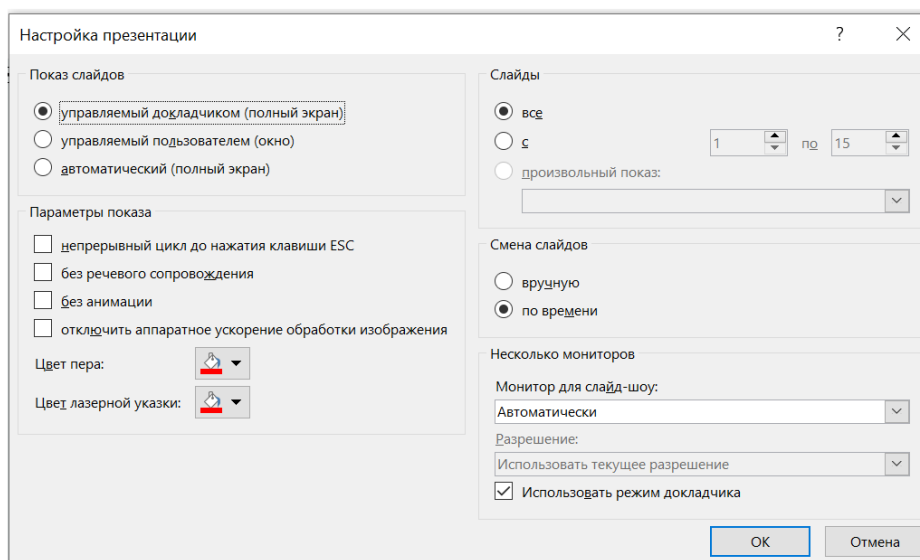 Настройка презентации
Показ слайдов
управляемый докладчиком (полный экран)
управляемый пользователем (окно)
автоматический (полный экран)
Параметры показа
непрерывный цикл до нажатия клавиши ESC
без речевого сопровождения
без анимации
отключить аппаратное ускорение обработки изображения
Цвет пера:
Цвет лазерной указки:
Слайды
все
с 1 по 15
произвольный показ:
Смена слайдов
вручную
по времени
Несколько мониторов
Монитор для слайд-шоу:
Автоматически
Разрешение:
Использовать текущее разрешение
Использовать режим докладчика
ОК Отмена